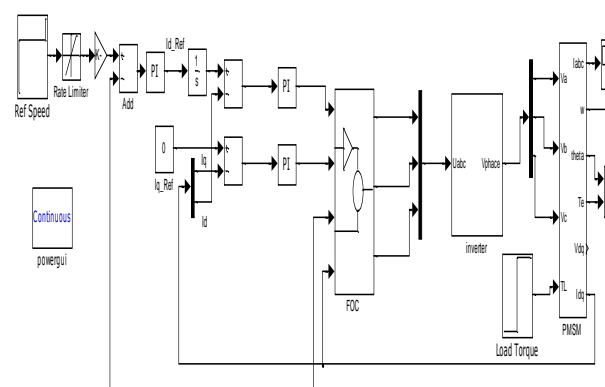 Id_Ref
Iabc
K-
PI
1
s
Va
w
Ref Speed
Rate Limiter
Add
PI
0
Iq
Iq_Ref
PI
Uabc
Vphace
Vb
theta
Te
Id
Vc
Continuous
powergui
inverter
Vdq
TL
Idq
FOC
Load Torque
PMSM